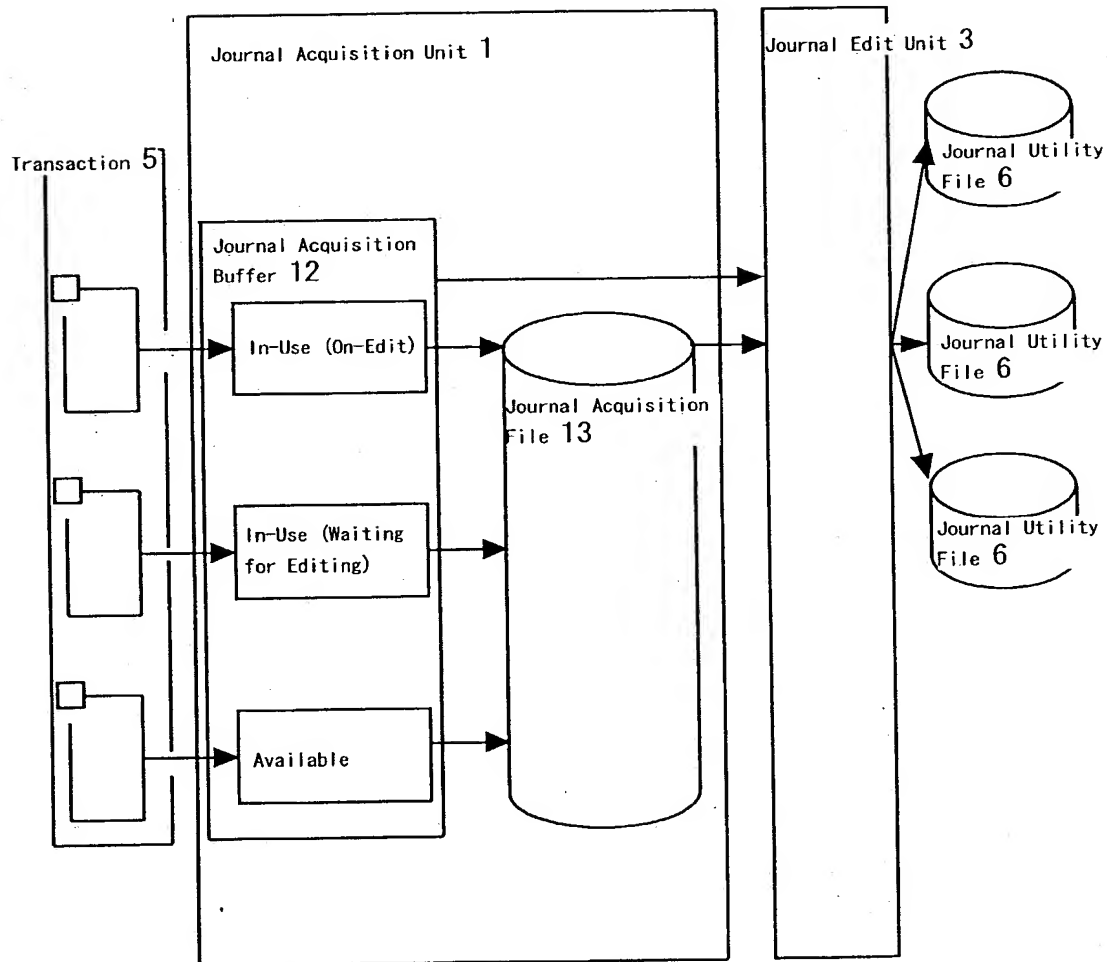 Journal Acquisition Unit 1
Journal Edit Unit 3
Transaction 5
Journal Utility
File 6
Journal Acquisition
Buffer 12
In-Use (On-Edit)
Journal Utility
File 6
Journal Acquisition
File 13
In-Use (Waiting
for Editing)
Journal Utility
File 6
Available